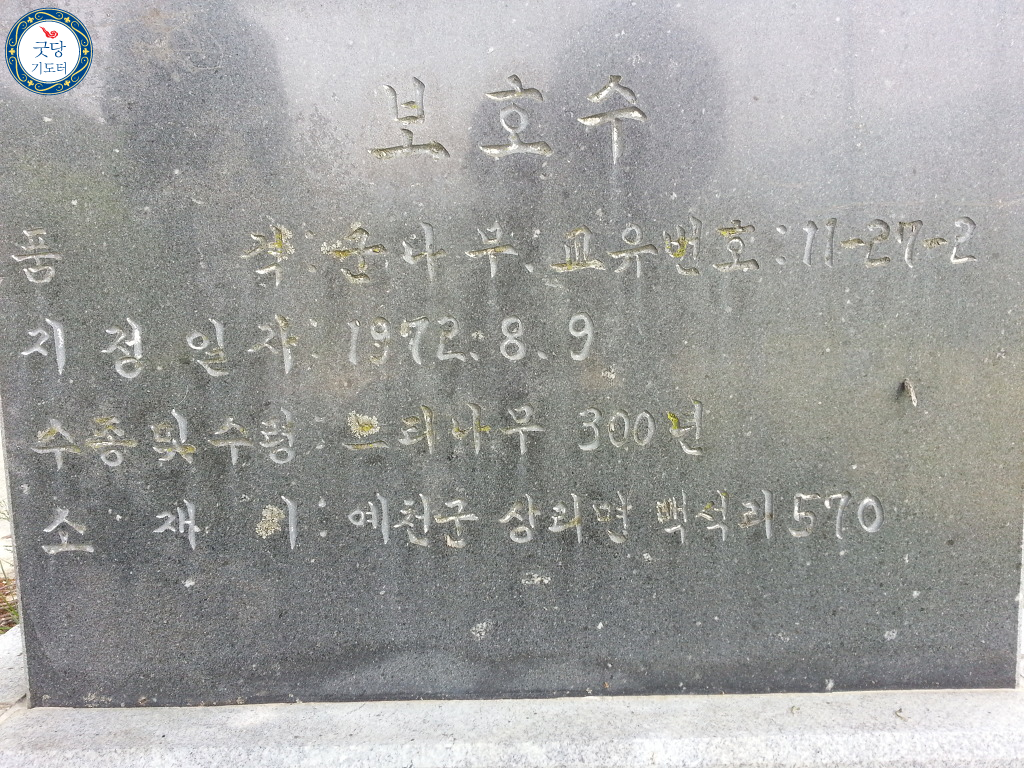 굿당
기도터
보호수
품 격: 군나무. 고유번호: 11-27-2
지정일자: 1972. 8. 9
수종및수령: 느티나무 300년
소재지: 예천군 상리면 백석리 570